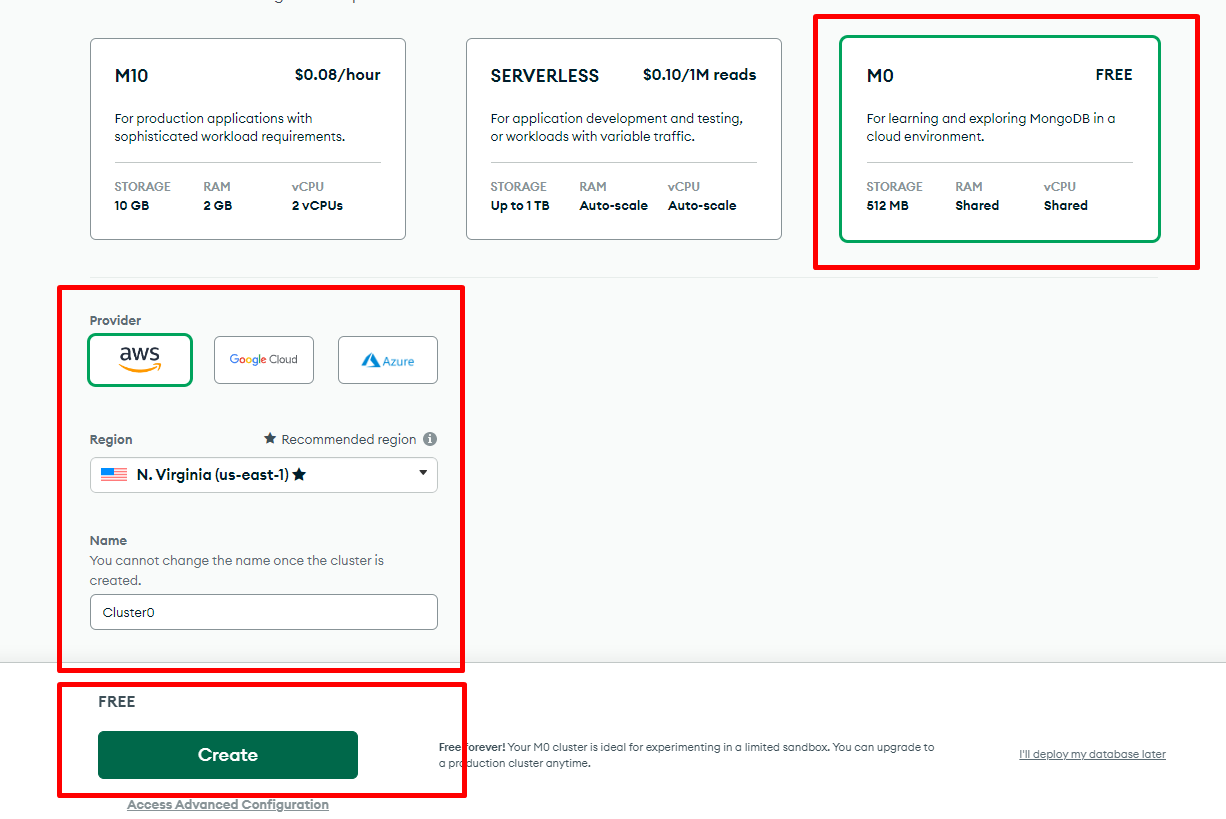 M10 $0.08/hour
For production applications with
sophisticated workload requirements.
STORAGE RAM vCPU
10 GB 2 GB 2 vCPUs
SERVERLESS $0.10/1M reads
For application development and testing,
or workloads with variable traffic.
STORAGE RAM vCPU
Up to 1 TB Auto-scale Auto-scale
M0 FREE
For learning and exploring MongoDB in a
cloud environment.
STORAGE RAM vCPU
512 MB Shared Shared
Provider
aws Google Cloud Azure
Region ★ Recommended region
N. Virginia (us-east-1) ★
Name
You cannot change the name once the cluster is
created.
Cluster0
FREE
Create
Access Advanced Configuration
Free forever! Your M0 cluster is ideal for experimenting in a limited sandbox. You can upgrade to
a production cluster anytime.
I'll deploy my database later